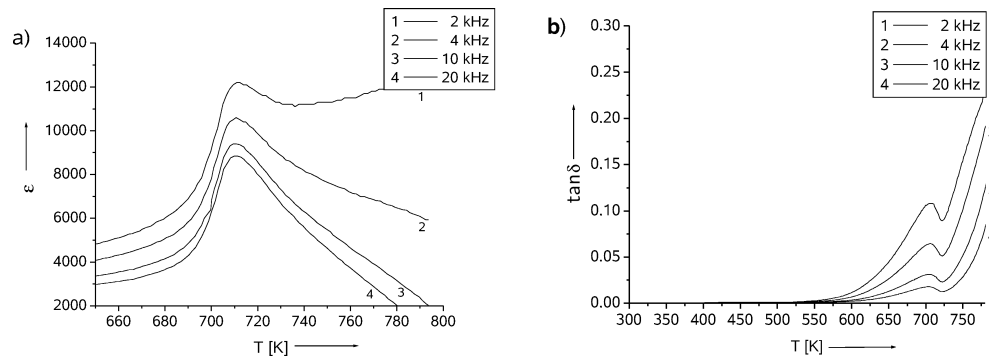 a)
1 2 kHz
2 4 kHz
3 10 kHz
4 20 kHz
14000
12000
10000
8000
6000
4000
2000
ε
1
2
3
4
660 680 700 720 740 760 780 800
T [K]
b)
1 2 kHz
2 4 kHz
3 10 kHz
4 20 kHz
0.30
0.25
0.20
0.15
0.10
0.05
0.00
tanδ
300 350 400 450 500 550 600 650 700 750
T [K]